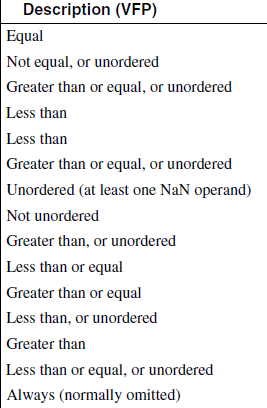 Description (VFP)
Equal
Not equal, or unordered
Greater than or equal, or unordered
Less than
Less than
Greater than or equal, or unordered
Unordered (at least one NaN operand)
Not unordered
Greater than, or unordered
Less than or equal
Greater than or equal
Less than, or unordered
Greater than
Less than or equal, or unordered
Always (normally omitted)